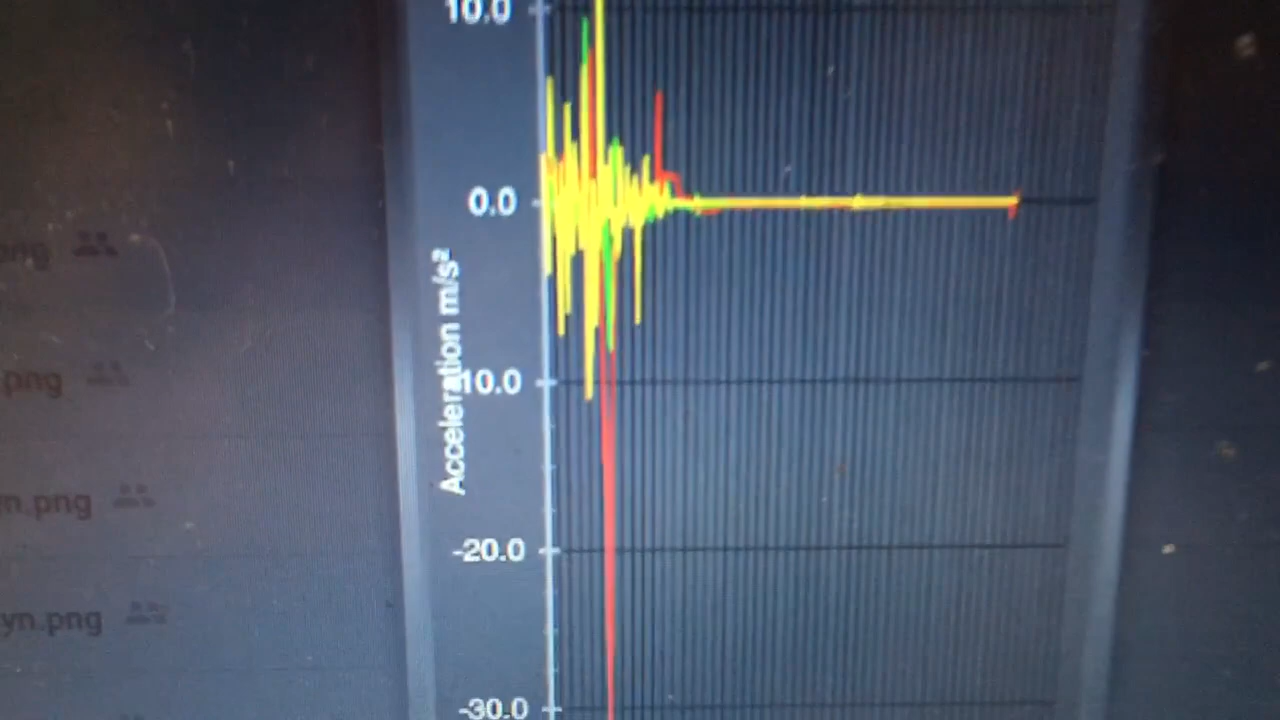 10.0
0.0
Acceleration m/s²
10.0
-20.0
-30.0
png
.png
n.png
yn.png